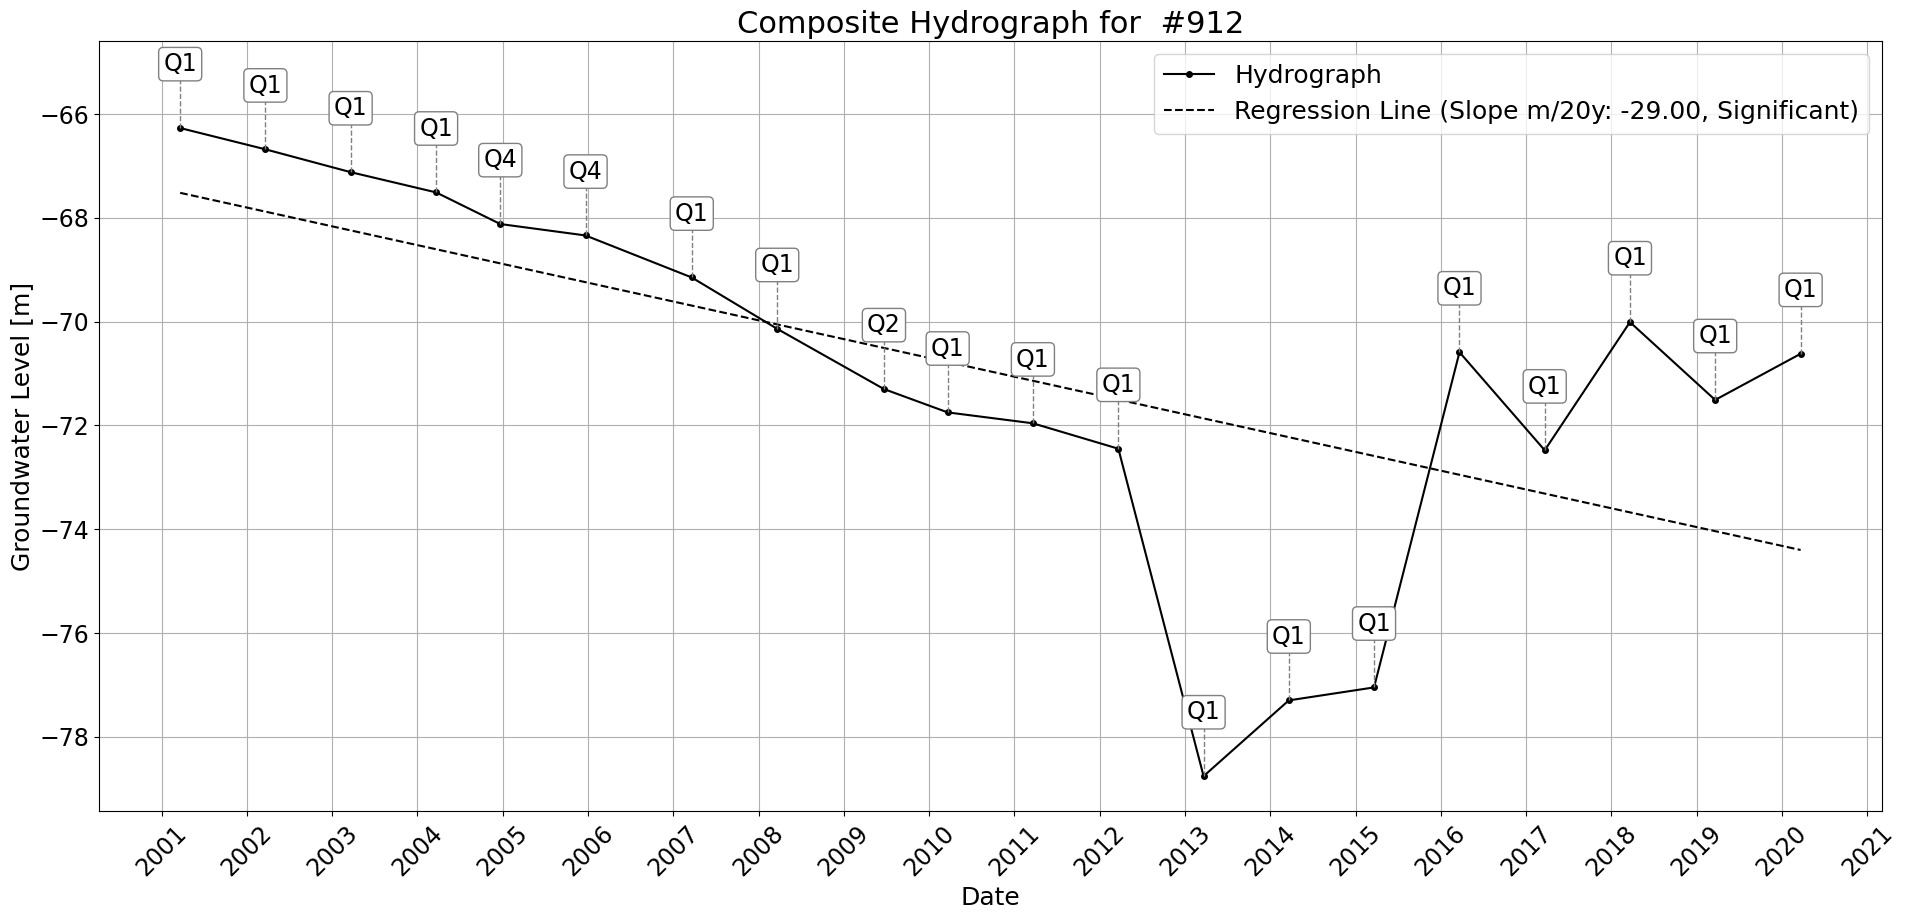 Composite Hydrograph for  #912
Hydrograph
Regression Line (Slope m/20y: -29.00, Significant)
Groundwater Level [m]
−66
−68
−70
−72
−74
−76
−78
Q1
Q1
Q1
Q1
Q4
Q4
Q1
Q1
Q2
Q1
Q1
Q1
Q1
Q1
Q1
Q1
Q1
Q1
Q1
Q1
2001
2002
2003
2004
2005
2006
2007
2008
2009
2010
2011
2012
2013
2014
2015
2016
2017
2018
2019
2020
2021
Date